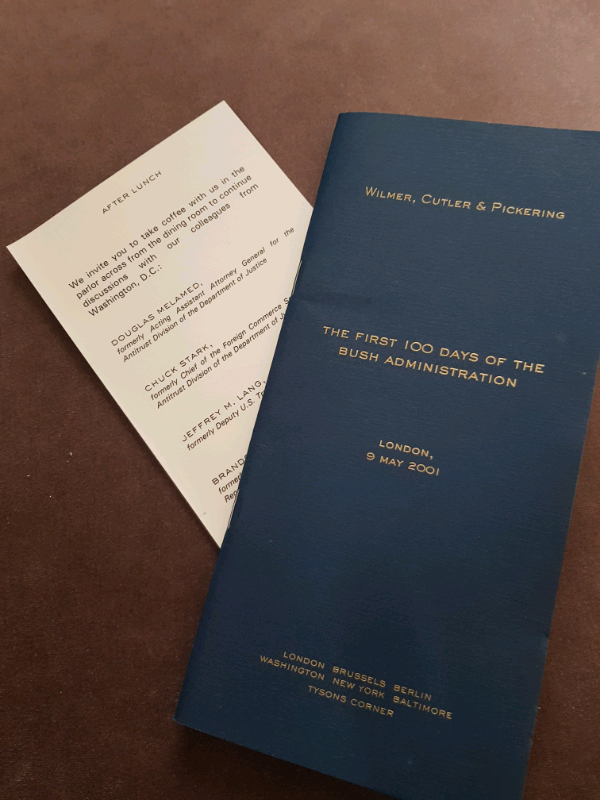 AFTER LUNCH
We invite you to take coffee with us in the
parlor across from the dining room to continue
discussions with our colleagues from
Washington, D.C.:
DOUGLAS MELAMED,
formerly Acting Assistant Attorney General for the
Antitrust Division of the Department of Justice
CHUCK STARK,
formerly Chief of the Foreign Commerce
Antitrust Division of the Department of
JEFFREY M. LANG,
formerly Deputy U.S.
WILMER, CUTLER & PICKERING
THE FIRST 100 DAYS OF THE
BUSH ADMINISTRATION
LONDON,
9 MAY 2001
LONDON BRUSSELS BERLIN
WASHINGTON NEW YORK BALTIMORE
TYSONS CORNER